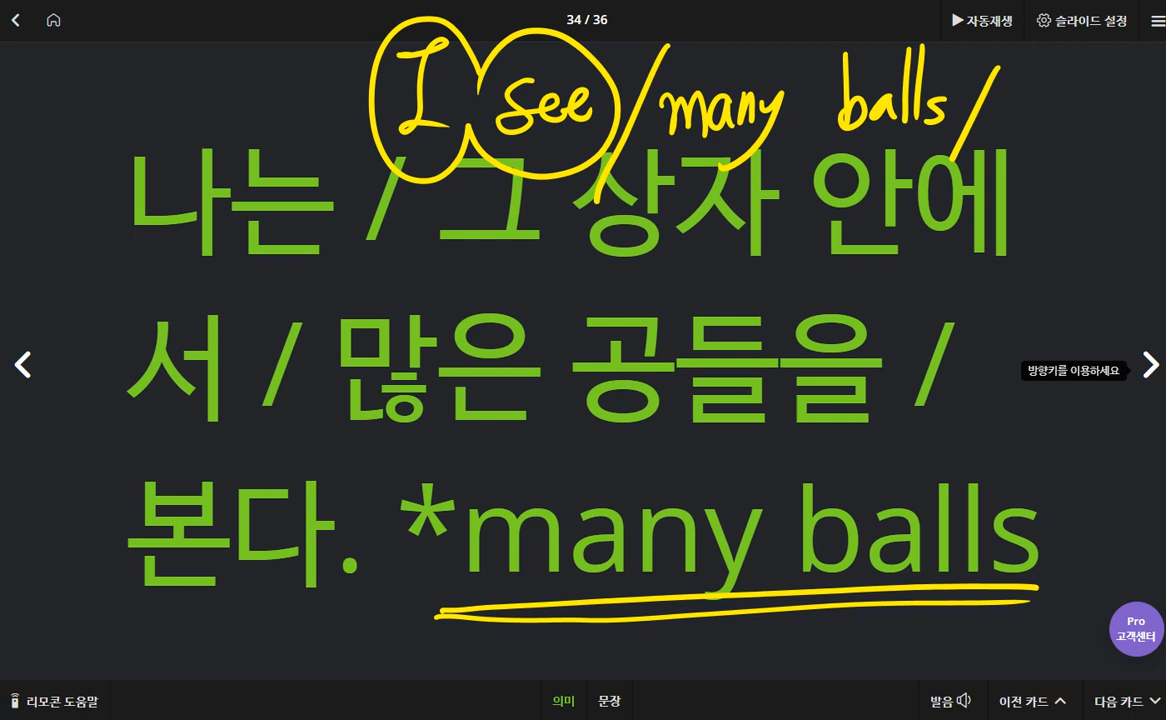 34 / 36
자동재생
슬라이드 설정
I see / many balls /
나는 / 그 상자 안에
서 / 많은 공들을 /
방향키를 이용하세요
본다. *many balls
Pro
고객센터
리모콘 도움말
의미
문장
발음
이전 카드
다음 카드